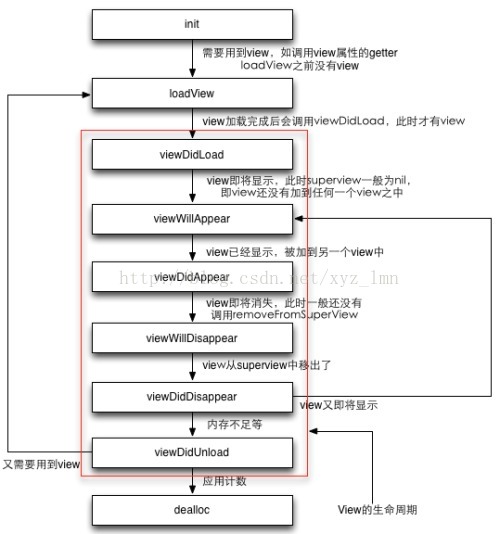 init
需要用到view，如调用view属性的getter
loadView之前没有view
loadView
view加载完成后会调用viewDidLoad，此时才有view
viewDidLoad
view即将显示，此时superview一般为nil，
即view还没有加到任何一个view之中
viewWillAppear
view已经显示，被加到另一个view中
viewDidAppear
http://blog.csdn.net/xyz_lmn
view即将消失，此时一般还没有
调用removeFromSuperView
viewWillDisappear
view从superview中移出了
viewDidDisappear
view又即将显示
内存不足等
viewDidUnload
又需要用到view
应用计数
dealloc
View的生命周期